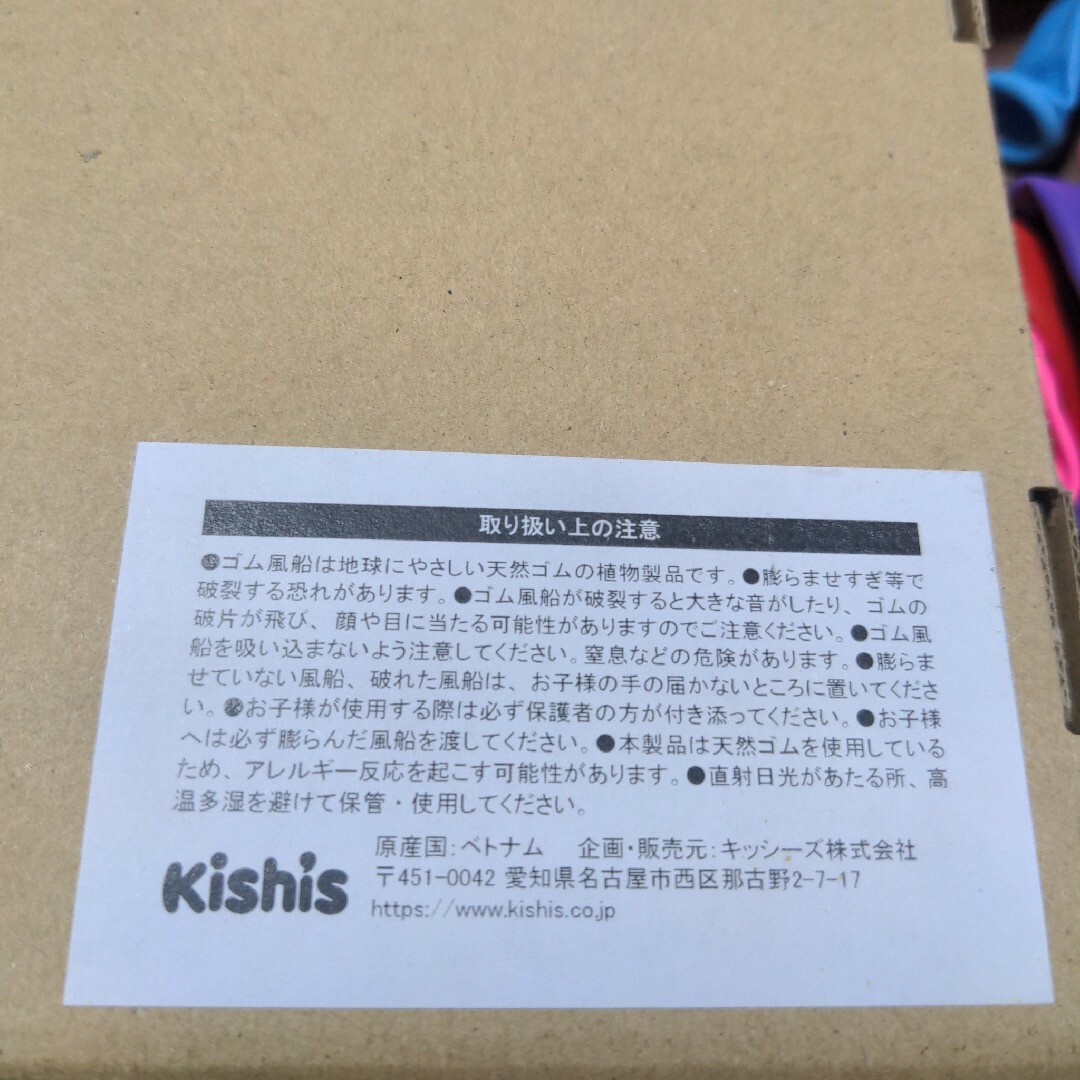 取り扱い上の注意
●ゴム風船は地球にやさしい天然ゴムの植物製品です。●膨らませすぎ等で
破裂する恐れがあります。●ゴム風船が破裂すると大きな音がしたり、ゴムの
破片が飛び、顔や目に当たる可能性がありますのでご注意ください。●ゴム風
船を吸い込まないよう注意してください。窒息などの危険があります。●膨らま
せていない風船、破れた風船は、お子様の手の届かないところに置いてくださ
い。●お子様が使用する際は必ず保護者の方が付き添ってください。●お子様
へは必ず膨らんだ風船を渡してください。●本製品は天然ゴムを使用している
ため、アレルギー反応を起こす可能性があります。●直射日光があたる所、高
温多湿を避けて保管・使用してください。
Kishi's
原産国:ベトナム 企画・販売元:キッシーズ株式会社
〒451-0042 愛知県名古屋市西区那古野2-7-17
https://www.kishis.co.jp